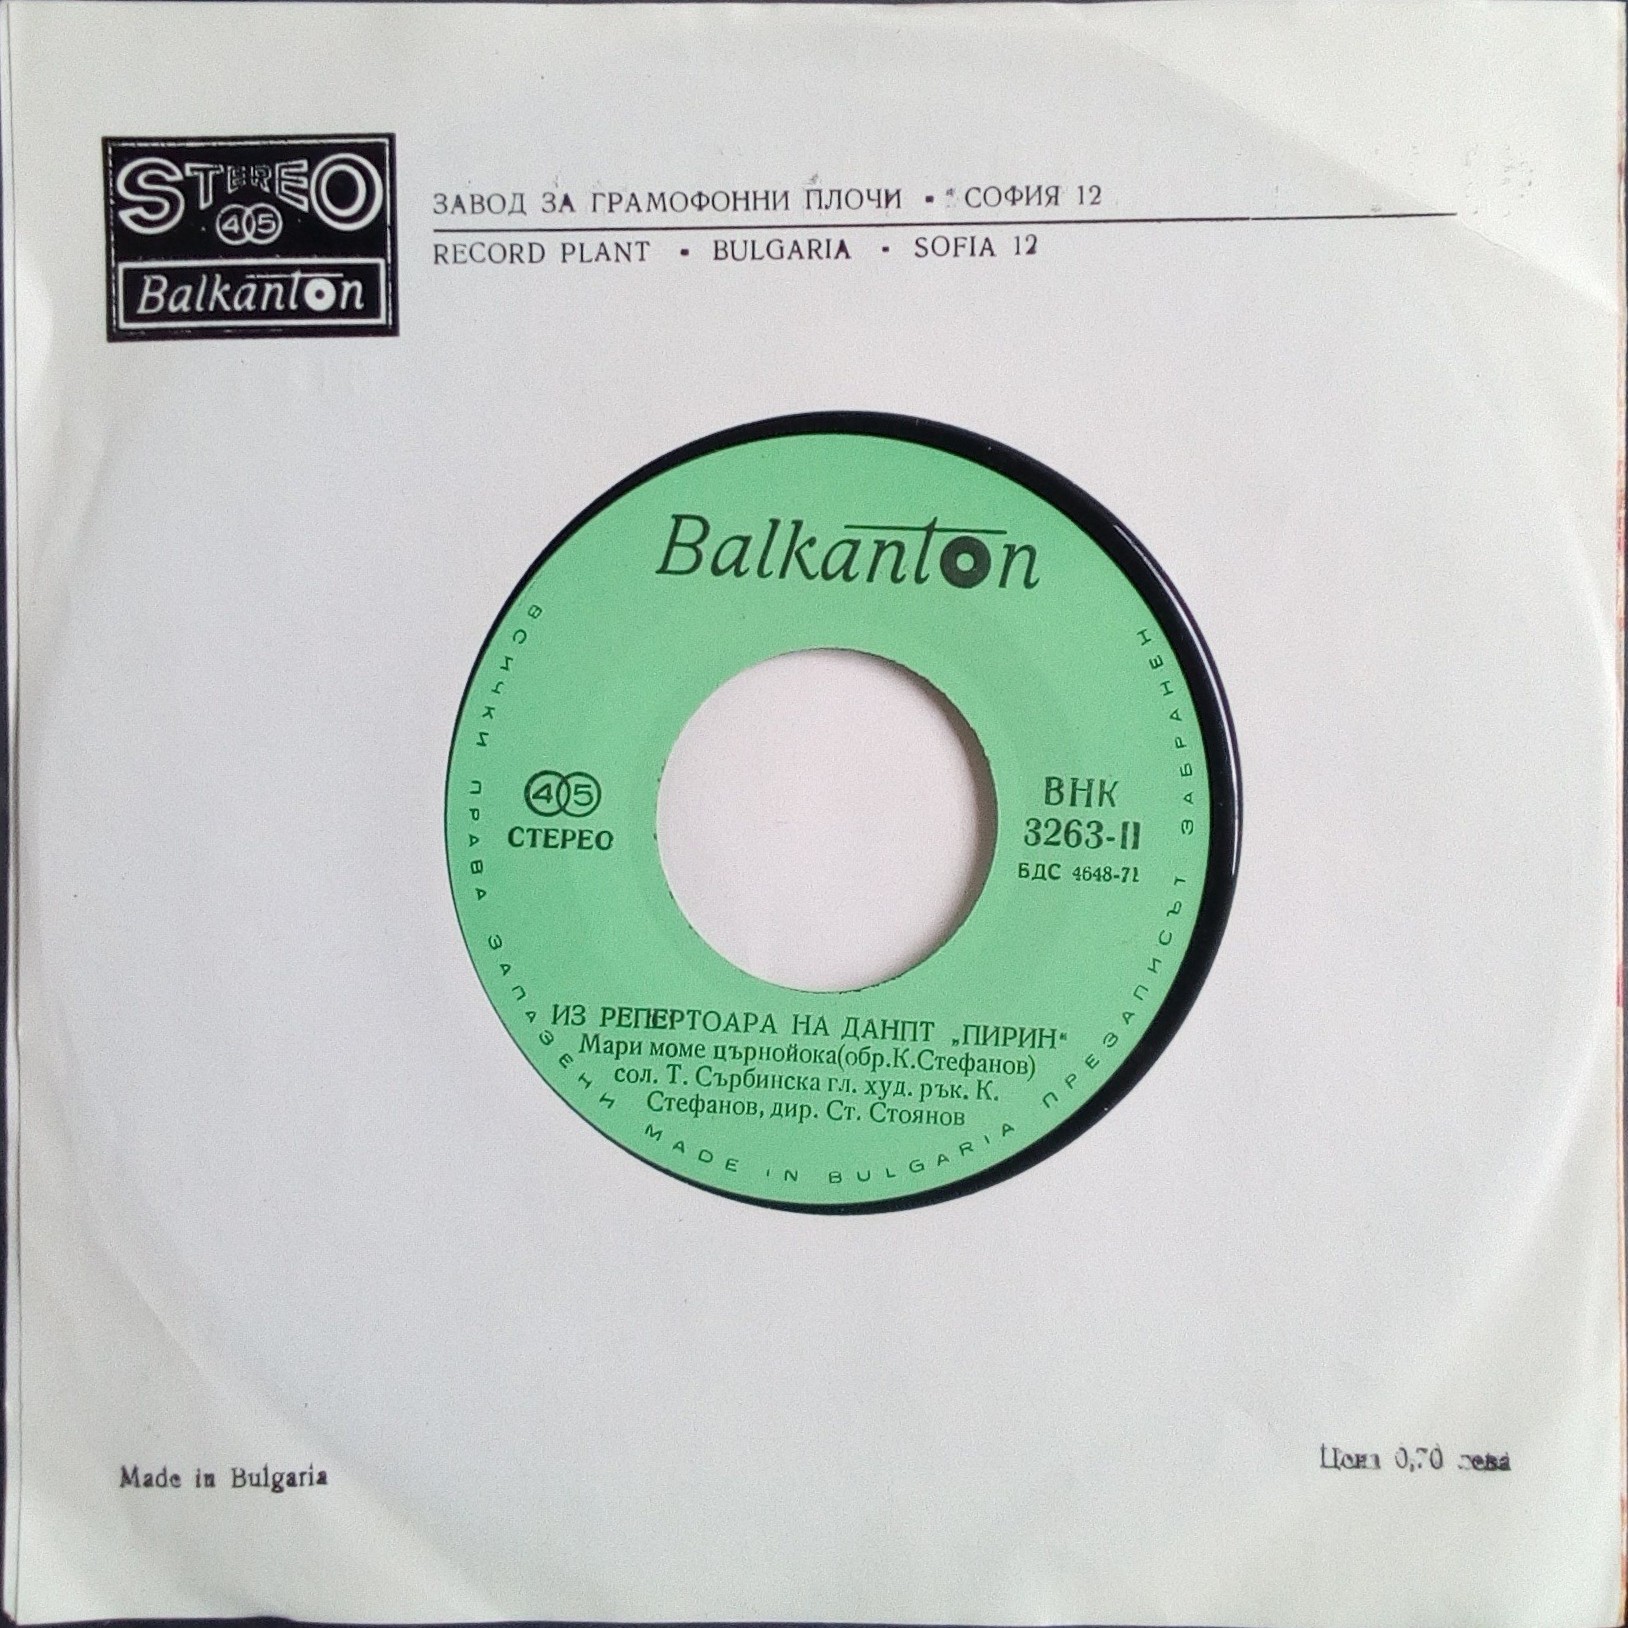 STEREO
45
Balkanton
ЗАВОД ЗА ГРАМОФОННИ ПЛОЧИ ▪ СОФИЯ 12
RECORD PLANT ▪ BULGARIA ▪ SOFIA 12
Balkanton
45
СТЕРЕО
ВНК
3263-II
БДС 4648-71
ИЗ РЕПЕРТОАРА НА ДАНПТ „ПИРИН“
Мари моме църнойока(обр.К.Стефанов)
сол. Т. Сърбинска гл. худ. рък. К.
Стефанов, дир. Ст. Стоянов
ВСИЧКИ ПРАВА ЗАПАЗЕНИ MADE IN BULGARIA ПРЕЗАПИСЪТ ЗАБРАНЕН
Made in Bulgaria
Цена 0,70 лева